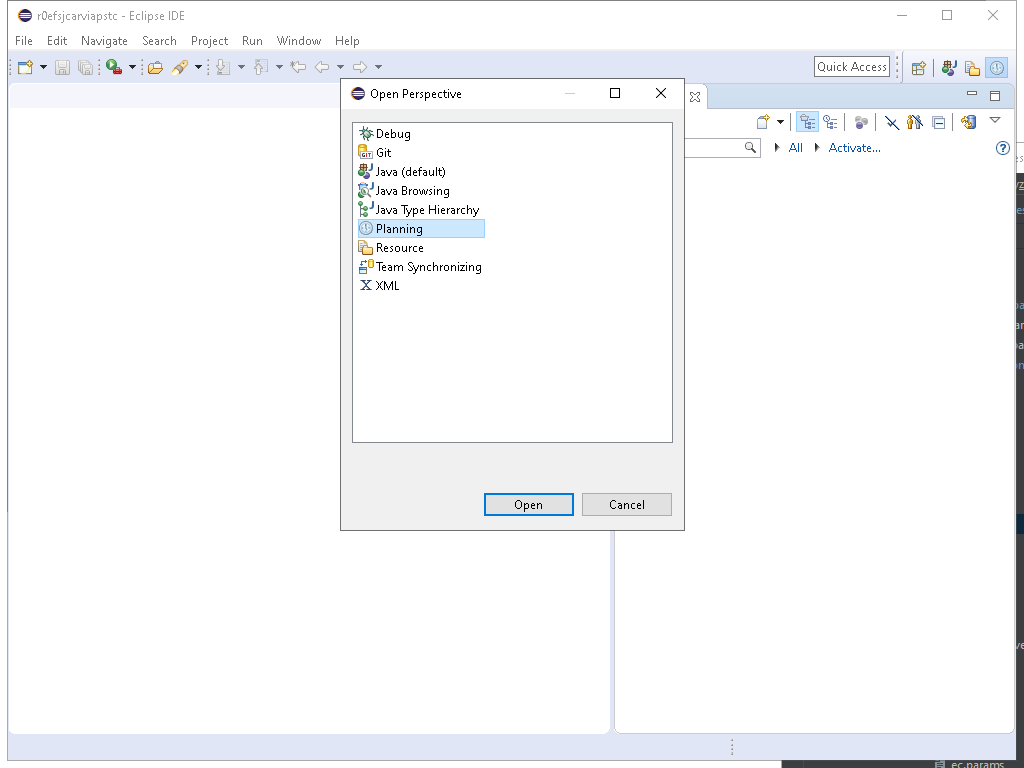 r0efsjcarviapstc - Eclipse IDE
File Edit Navigate Search Project Run Window Help
Quick Access
Open Perspective
All Activate...
Debug
GIT Git
Java (default)
Java Browsing
Java Type Hierarchy
Planning
Resource
Team Synchronizing
X XML
Open Cancel
ec.params